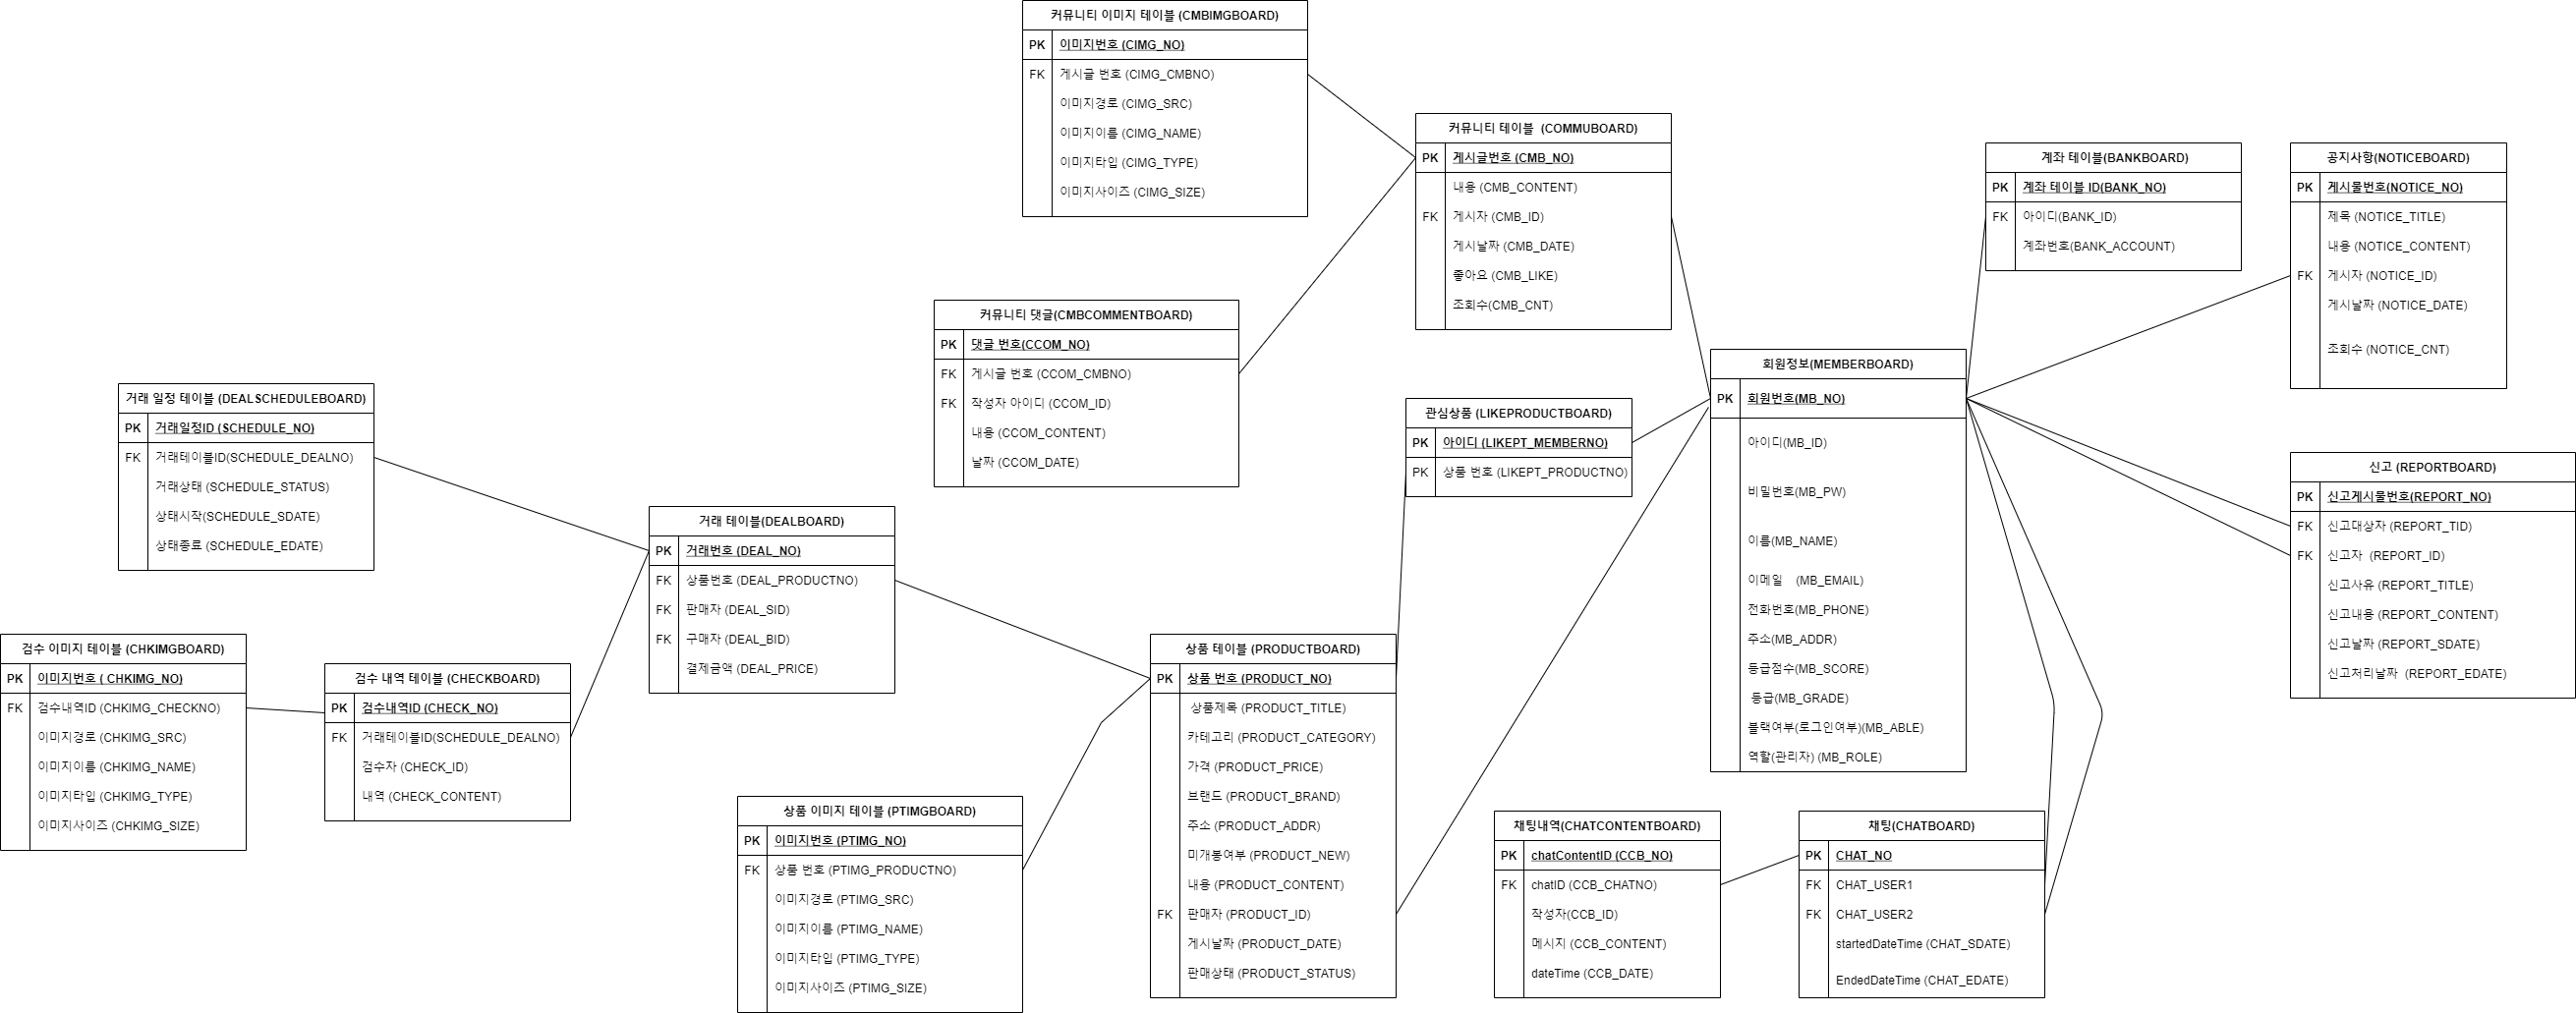 커뮤니티 이미지 테이블 (CMBIMGBOARD)
PK 이미지번호 (CIMG_NO)
FK 게시글 번호 (CIMG_CMBNO)
이미지경로 (CIMG_SRC)
이미지이름 (CIMG_NAME)
이미지타입 (CIMG_TYPE)
이미지사이즈 (CIMG_SIZE)
커뮤니티 테이블 (COMMUBOARD)
PK 게시글번호 (CMB_NO)
내용 (CMB_CONTENT)
FK 게시자 (CMB_ID)
게시날짜 (CMB_DATE)
좋아요 (CMB_LIKE)
조회수(CMB_CNT)
계좌 테이블(BANKBOARD)
PK 계좌 테이블 ID(BANK_NO)
FK 아이디(BANK_ID)
계좌번호(BANK_ACCOUNT)
공지사항(NOTICEBOARD)
PK 게시물번호(NOTICE_NO)
제목 (NOTICE_TITLE)
내용 (NOTICE_CONTENT)
FK 게시자 (NOTICE_ID)
게시날짜 (NOTICE_DATE)
조회수 (NOTICE_CNT)
커뮤니티 댓글(CMBCOMMENTBOARD)
PK 댓글 번호(CCOM_NO)
FK 게시글 번호 (CCOM_CMBNO)
FK 작성자 아이디 (CCOM_ID)
내용 (CCOM_CONTENT)
날짜 (CCOM_DATE)
회원정보(MEMBERBOARD)
PK 회원번호(MB_NO)
아이디(MB_ID)
비밀번호(MB_PW)
이름(MB_NAME)
이메일 (MB_EMAIL)
전화번호(MB_PHONE)
주소(MB_ADDR)
등급점수(MB_SCORE)
등급(MB_GRADE)
블랙여부(로그인여부)(MB_ABLE)
역할(관리자) (MB_ROLE)
거래 일정 테이블 (DEALSCHEDULEBOARD)
PK 거래일정ID (SCHEDULE_NO)
FK 거래테이블ID(SCHEDULE_DEALNO)
거래상태 (SCHEDULE_STATUS)
상태시작(SCHEDULE_SDATE)
상태종료 (SCHEDULE_EDATE)
관심상품 (LIKEPRODUCTBOARD)
PK 아이디 (LIKEPT_MEMBERNO)
PK 상품 번호 (LIKEPT_PRODUCTNO)
신고 (REPORTBOARD)
PK 신고게시물번호(REPORT_NO)
FK 신고대상자 (REPORT_TID)
FK 신고자 (REPORT_ID)
신고사유 (REPORT_TITLE)
신고내용 (REPORT_CONTENT)
신고날짜 (REPORT_SDATE)
신고처리날짜 (REPORT_EDATE)
거래 테이블(DEALBOARD)
PK 거래번호 (DEAL_NO)
FK 상품번호 (DEAL_PRODUCTNO)
FK 판매자 (DEAL_SID)
FK 구매자 (DEAL_BID)
결제금액 (DEAL_PRICE)
검수 이미지 테이블 (CHKIMGBOARD)
PK 이미지번호 ( CHKIMG_NO)
FK 검수내역ID (CHKIMG_CHECKNO)
이미지경로 (CHKIMG_SRC)
이미지이름 (CHKIMG_NAME)
이미지타입 (CHKIMG_TYPE)
이미지사이즈 (CHKIMG_SIZE)
검수 내역 테이블 (CHECKBOARD)
PK 검수내역ID (CHECK_NO)
FK 거래테이블ID(SCHEDULE_DEALNO)
검수자 (CHECK_ID)
내역 (CHECK_CONTENT)
상품 테이블 (PRODUCTBOARD)
PK 상품 번호 (PRODUCT_NO)
상품제목 (PRODUCT_TITLE)
카테고리 (PRODUCT_CATEGORY)
가격 (PRODUCT_PRICE)
브랜드 (PRODUCT_BRAND)
주소 (PRODUCT_ADDR)
미개봉여부 (PRODUCT_NEW)
내용 (PRODUCT_CONTENT)
FK 판매자 (PRODUCT_ID)
게시날짜 (PRODUCT_DATE)
판매상태 (PRODUCT_STATUS)
상품 이미지 테이블 (PTIMGBOARD)
PK 이미지번호 (PTIMG_NO)
FK 상품 번호 (PTIMG_PRODUCTNO)
이미지경로 (PTIMG_SRC)
이미지이름 (PTIMG_NAME)
이미지타입 (PTIMG_TYPE)
이미지사이즈 (PTIMG_SIZE)
채팅내역(CHATCONTENTBOARD)
PK chatContentID (CCB_NO)
FK chatID (CCB_CHATNO)
작성자(CCB_ID)
메시지 (CCB_CONTENT)
dateTime (CCB_DATE)
채팅(CHATBOARD)
PK CHAT_NO
FK CHAT_USER1
FK CHAT_USER2
startedDateTime (CHAT_SDATE)
EndedDateTime (CHAT_EDATE)